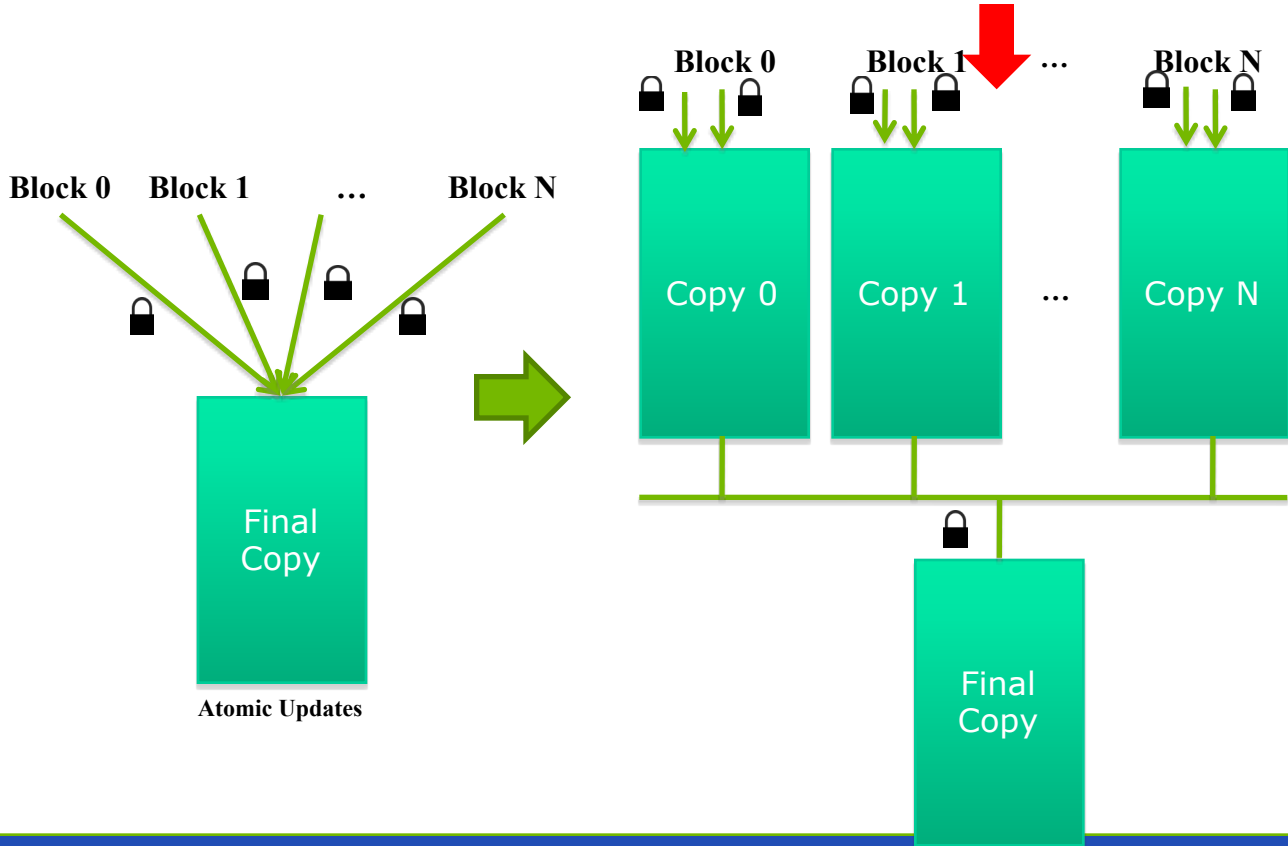 Block 0
Block 1
…
Block N
Final
Copy
Atomic Updates
Block 0
Block 1
…
Block N
Copy 0
Copy 1
…
Copy N
Final
Copy